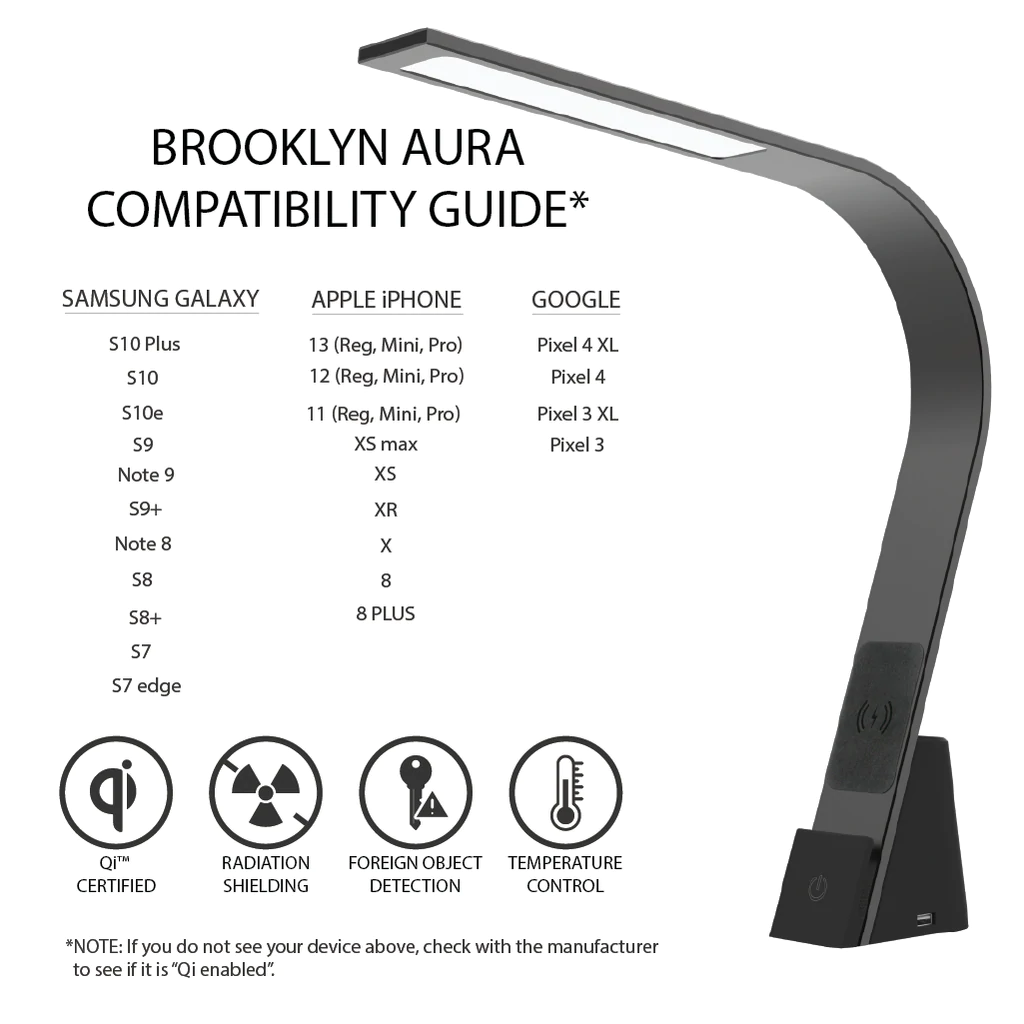 BROOKLYN AURA
COMPATIBILITY GUIDE*
SAMSUNG GALAXY
S10 Plus
S10
S10e
S9
Note 9
S9+
Note 8
S8
S8+
S7
S7 edge
APPLE iPHONE
13 (Reg, Mini, Pro)
12 (Reg, Mini, Pro)
11 (Reg, Mini, Pro)
XS max
XS
XR
X
8
8 PLUS
GOOGLE
Pixel 4 XL
Pixel 4
Pixel 3 XL
Pixel 3
Qi™
CERTIFIED
RADIATION
SHIELDING
FOREIGN OBJECT
DETECTION
TEMPERATURE
CONTROL
*NOTE: If you do not see your device above, check with the manufacturer
to see if it is “Qi enabled”.